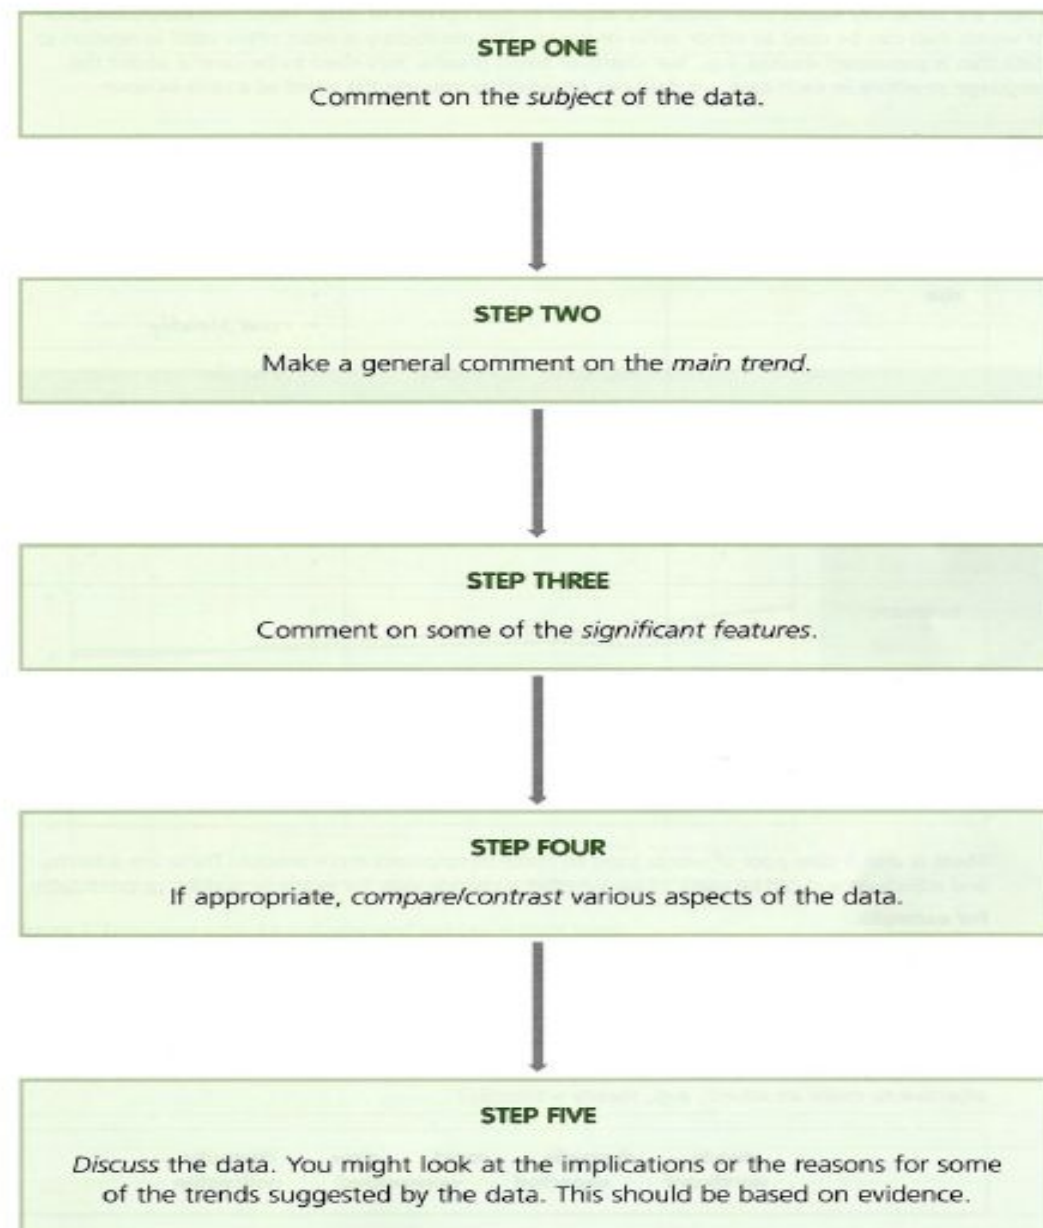 STEP ONE
Comment on the subject of the data.
STEP TWO
Make a general comment on the main trend.
STEP THREE
Comment on some of the significant features.
STEP FOUR
If appropriate, compare/contrast various aspects of the data.
STEP FIVE
Discuss the data. You might look at the implications or the reasons for some
of the trends suggested by the data. This should be based on evidence.